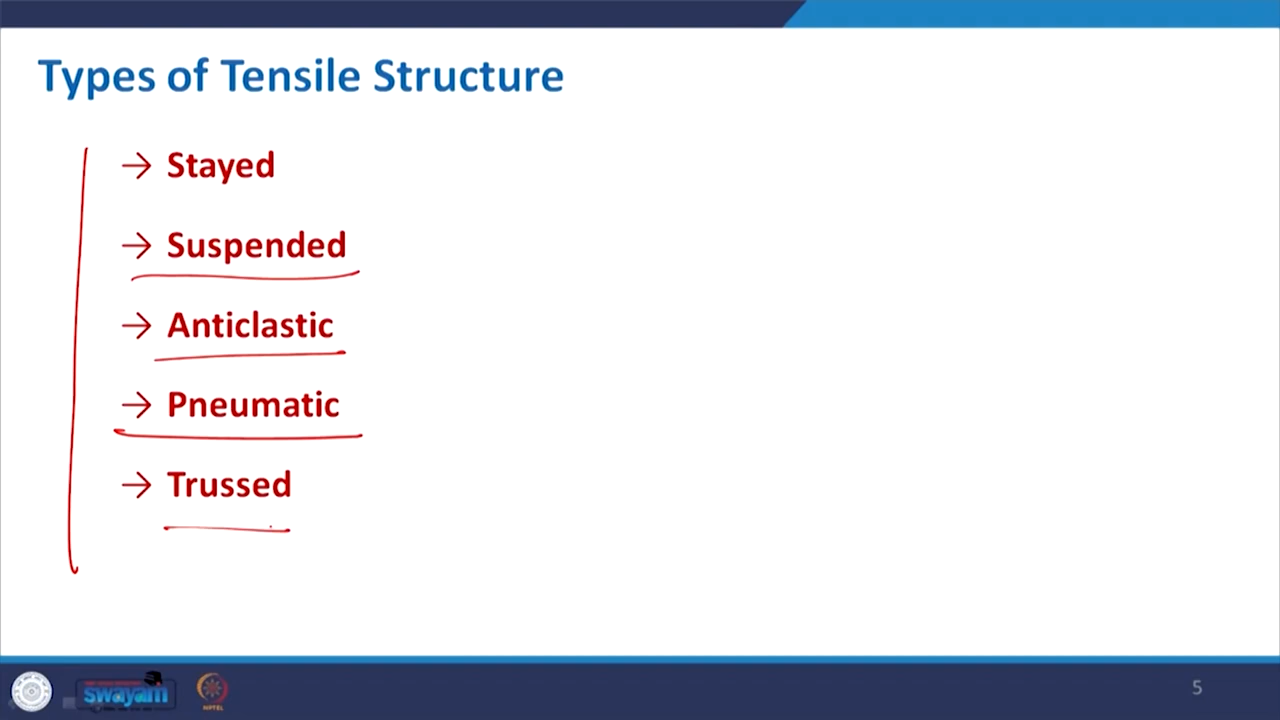 Types of Tensile Structure
→ Stayed
→ Suspended
→ Anticlastic
→ Pneumatic
→ Trussed
swayam
NPTEL
5